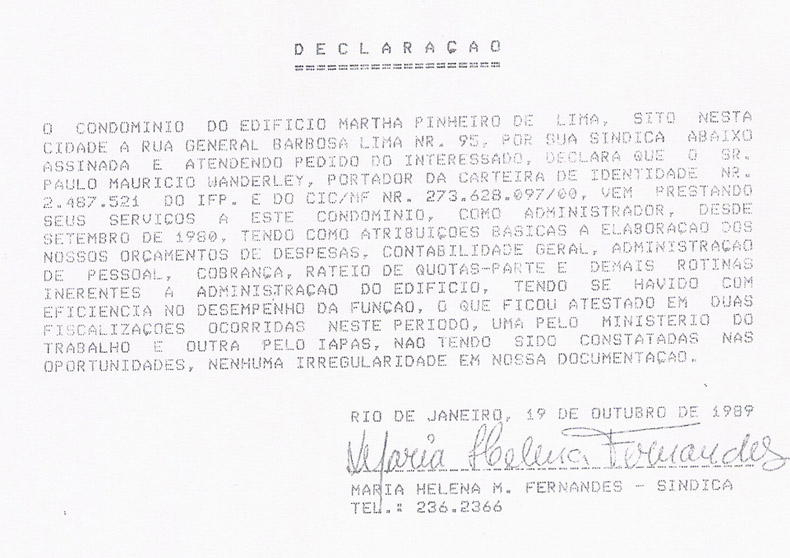 D E C L A R A Ç A O
====================
O CONDOMINIO DO EDIFICIO MARTHA PINHEIRO DE LIMA, SITO NESTA
CIDADE A RUA GENERAL BARBOSA LIMA NR. 95, POR SUA SINDICA ABAIXO
ASSINADA E ATENDENDO PEDIDO DO INTERESSADO, DECLARA QUE O SR.
PAULO MAURICIO WANDERLEY, PORTADOR DA CARTEIRA DE IDENTIDADE NR.
2.487.521 DO IFP. E DO CIC/MF NR. 273.628.097/00, VEM PRESTANDO
SEUS SERVIÇOS A ESTE CONDOMINIO, COMO ADMINISTRADOR, DESDE
SETEMBRO DE 1980, TENDO COMO ATRIBUIÇOES BASICAS A ELABORAÇAO DOS
NOSSOS ORÇAMENTOS DE DESPESAS, CONTABILIDADE GERAL, ADMINISTRAÇAO
DE PESSOAL, COBRANÇA, RATEIO DE QUOTAS-PARTE E DEMAIS ROTINAS
INERENTES A ADMINISTRAÇAO DO EDIFICIO, TENDO SE HAVIDO COM
EFICIENCIA NO DESEMPENHO DA FUNÇAO, O QUE FICOU ATESTADO EM DUAS
FISCALIZAÇOES OCORRIDAS NESTE PERIODO, UMA PELO MINISTERIO DO
TRABALHO E OUTRA PELO IAPAS, NAO TENDO SIDO CONSTATADAS NAS
OPORTUNIDADES, NENHUMA IRREGULARIDADE EM NOSSA DOCUMENTAÇAO.
RIO DE JANEIRO, 19 DE OUTUBRO DE 1989
Maria Helena Fernandes
MARIA HELENA M. FERNANDES - SINDICA
TEL.: 236.2366